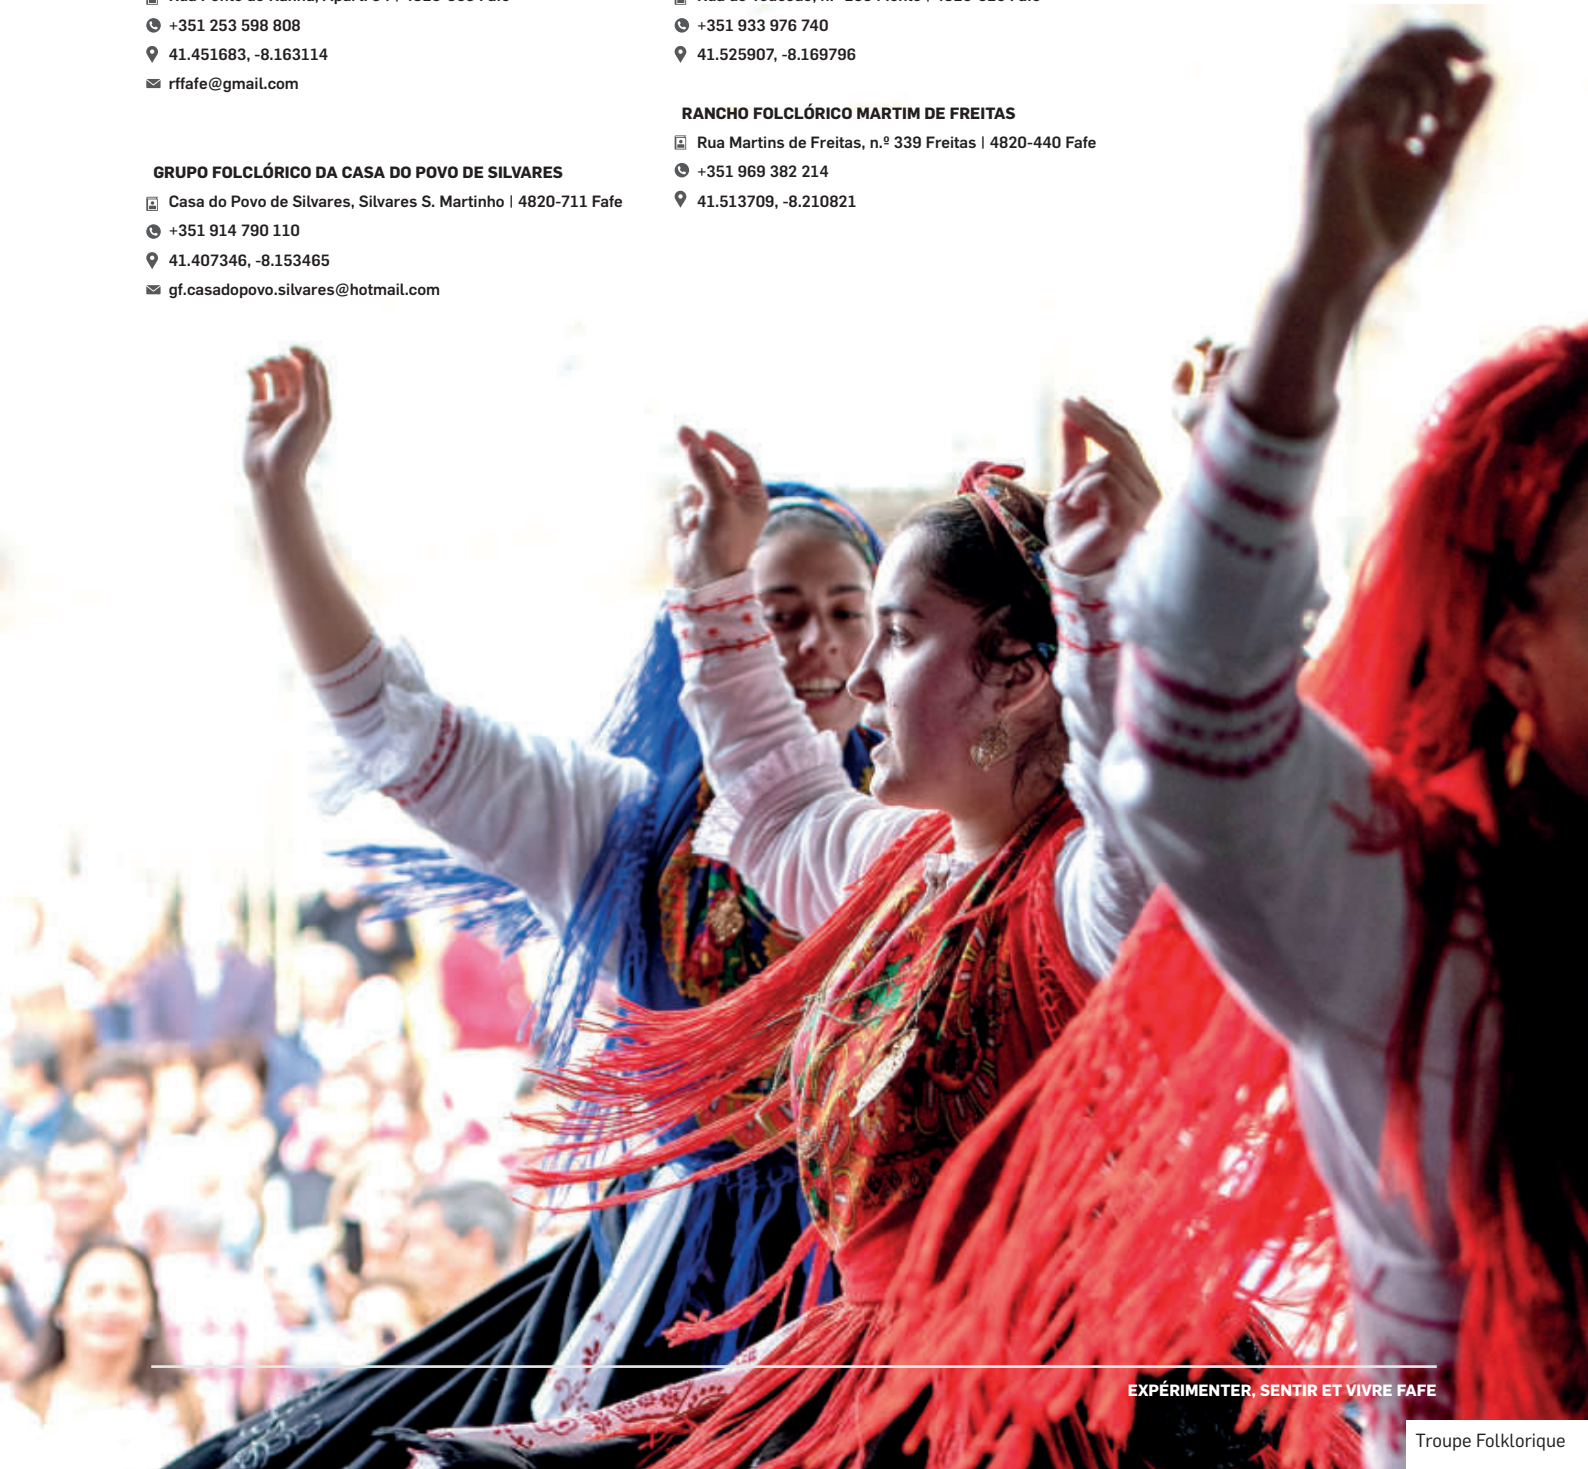 +351 253 598 808
41.451683, -8.163114
rffafe@gmail.com
GRUPO FOLCLÓRICO DA CASA DO POVO DE SILVARES
Casa do Povo de Silvares, Silvares S. Martinho | 4820-711 Fafe
+351 914 790 110
41.407346, -8.153465
gf.casadopovo.silvares@hotmail.com
+351 933 976 740
41.525907, -8.169796
RANCHO FOLCLÓRICO MARTIM DE FREITAS
Rua Martins de Freitas, n.º 339 Freitas | 4820-440 Fafe
+351 969 382 214
41.513709, -8.210821
EXPÉRIMENTER, SENTIR ET VIVRE FAFE
Troupe Folklorique